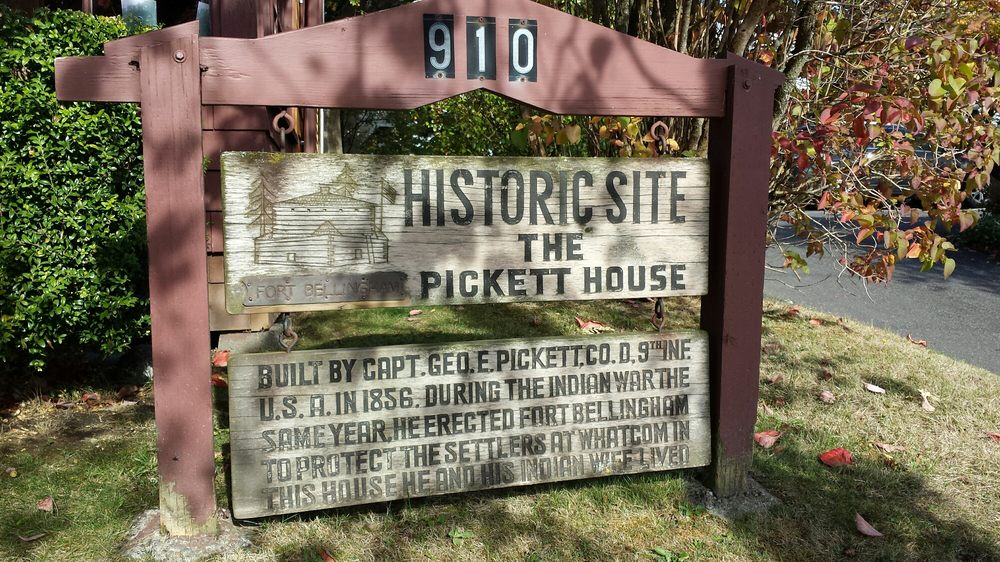 910
HISTORIC SITE
THE
PICKETT HOUSE
FORT BELLINGHAM
BUILT BY CAPT. GEO. E. PICKETT, CO. D, 9TH INF
U.S.A. IN 1856. DURING THE INDIAN WAR THE
SAME YEAR, HE ERECTED FORT BELLINGHAM
TO PROTECT THE SETTLERS AT WHATCOM IN
THIS HOUSE HE AND HIS INDIAN WIFE LIVED